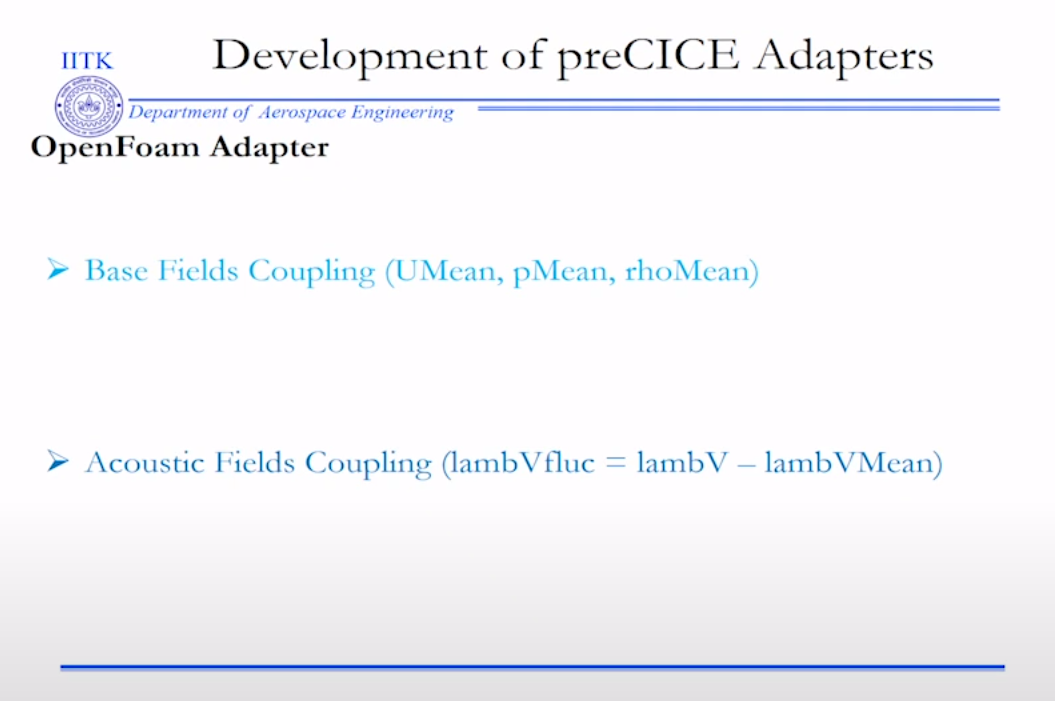 IITK
Development of preCICE Adapters
Department of Aerospace Engineering
OpenFoam Adapter
➢ Base Fields Coupling (UMean, pMean, rhoMean)
➢ Acoustic Fields Coupling (lambVfluc = lambV – lambVMean)